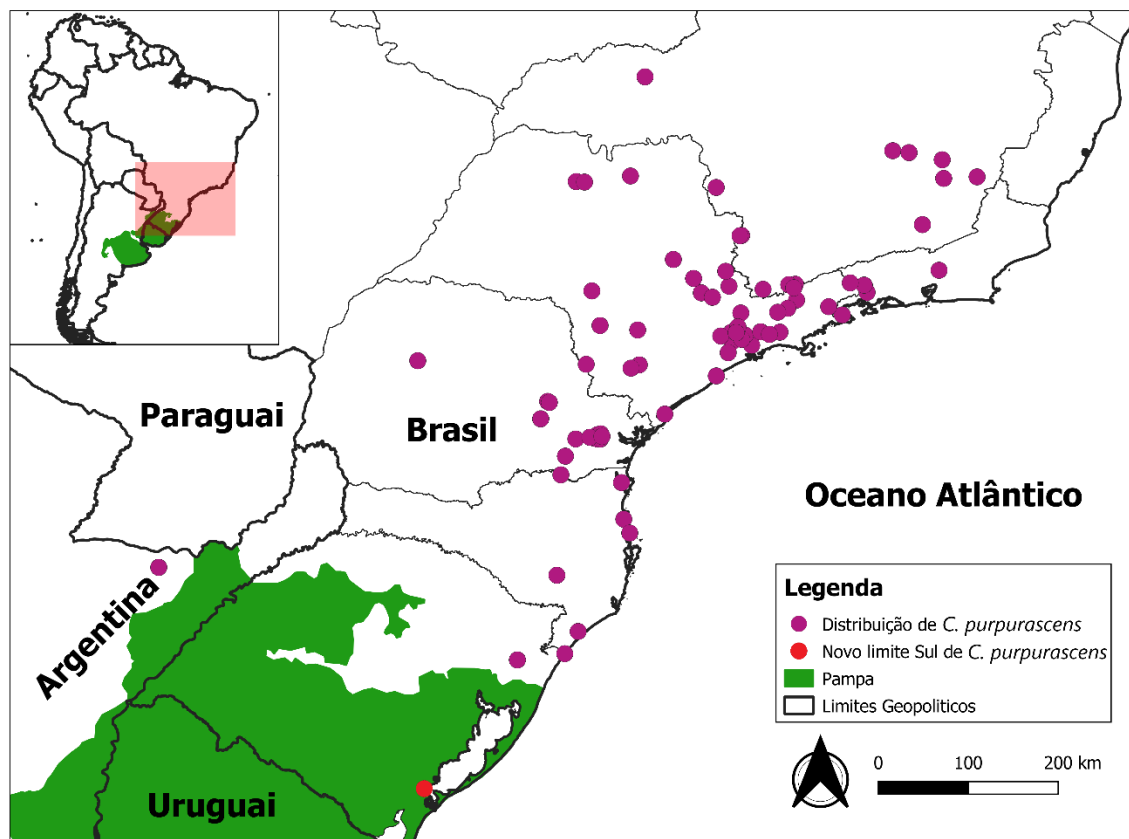 Paraguai
Brasil
Oceano Atlântico
Argentina
Uruguai
Legenda
Distribuição de C. purpurascens
Novo limite Sul de C. purpurascens
Pampa
Limites Geopoliticos
0 100 200 km